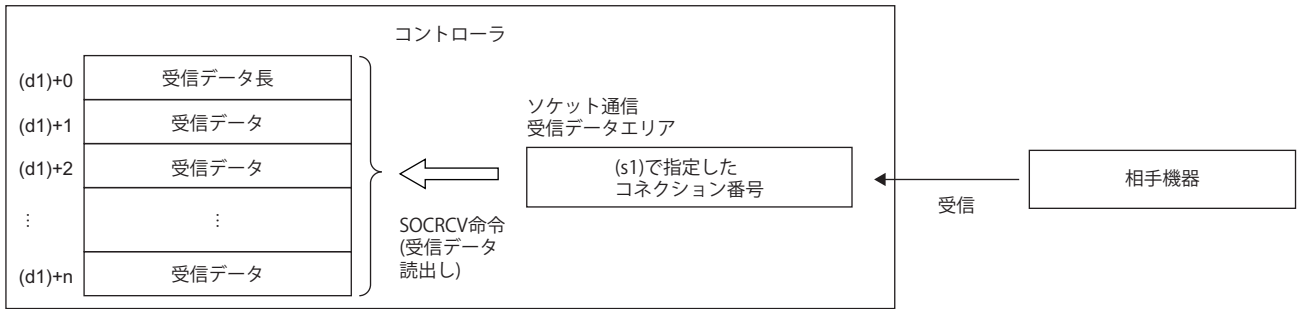 コントローラ
(d1)+0 受信データ長
(d1)+1 受信データ
(d1)+2 受信データ
⋮ ⋮
(d1)+n 受信データ
SOCRCV命令
(受信データ
読出し)
ソケット通信
受信データエリア
(s1)で指定した
コネクション番号
受信
相手機器